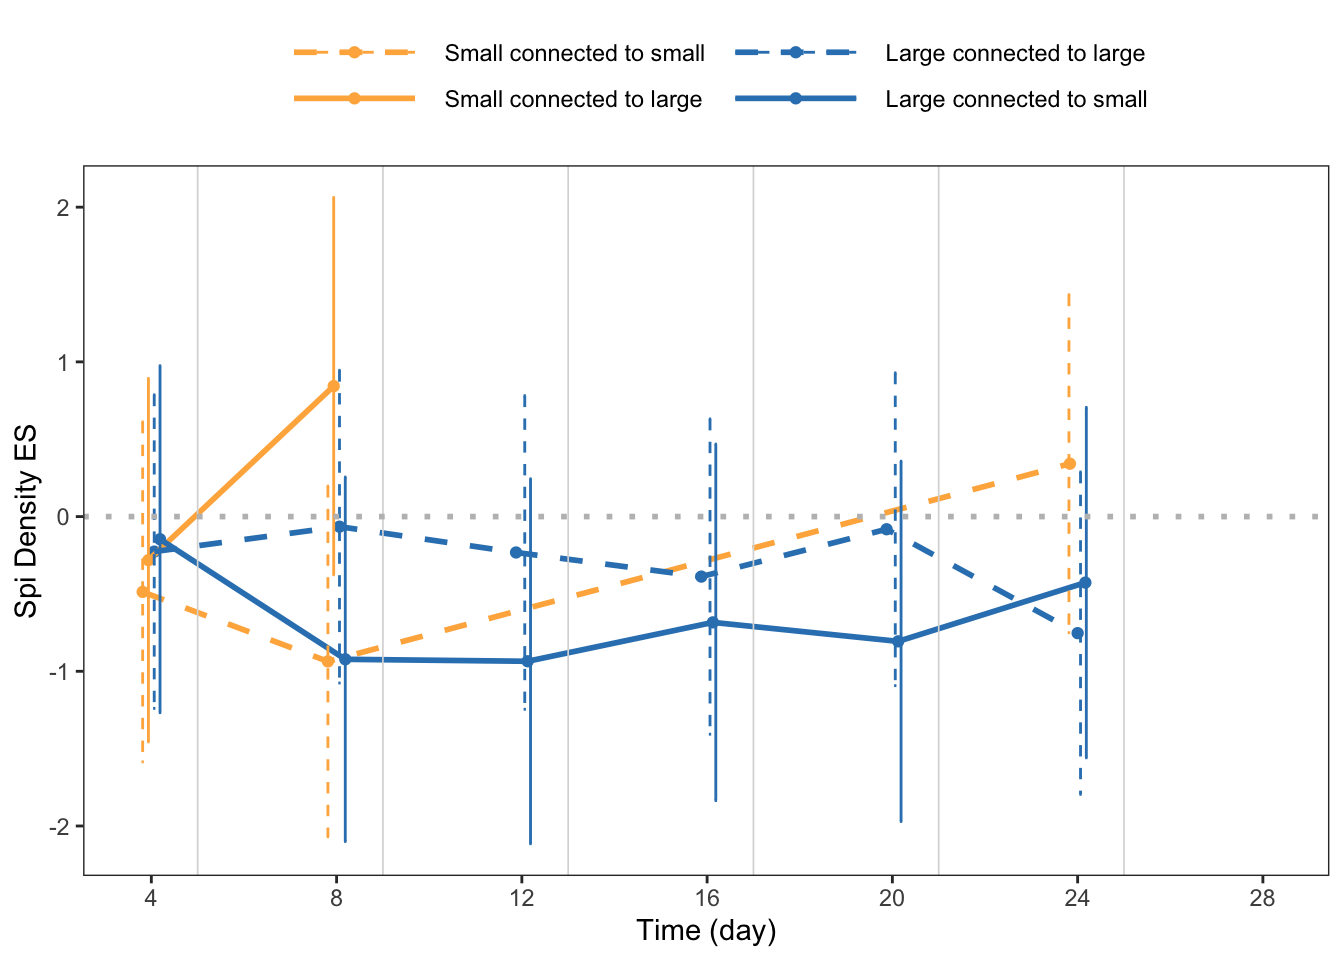 Small connected to small
Large connected to large
Small connected to large
Large connected to small
2
1
0
-1
-2
Spi Density ES
4 8 12 16 20 24 28
Time (day)